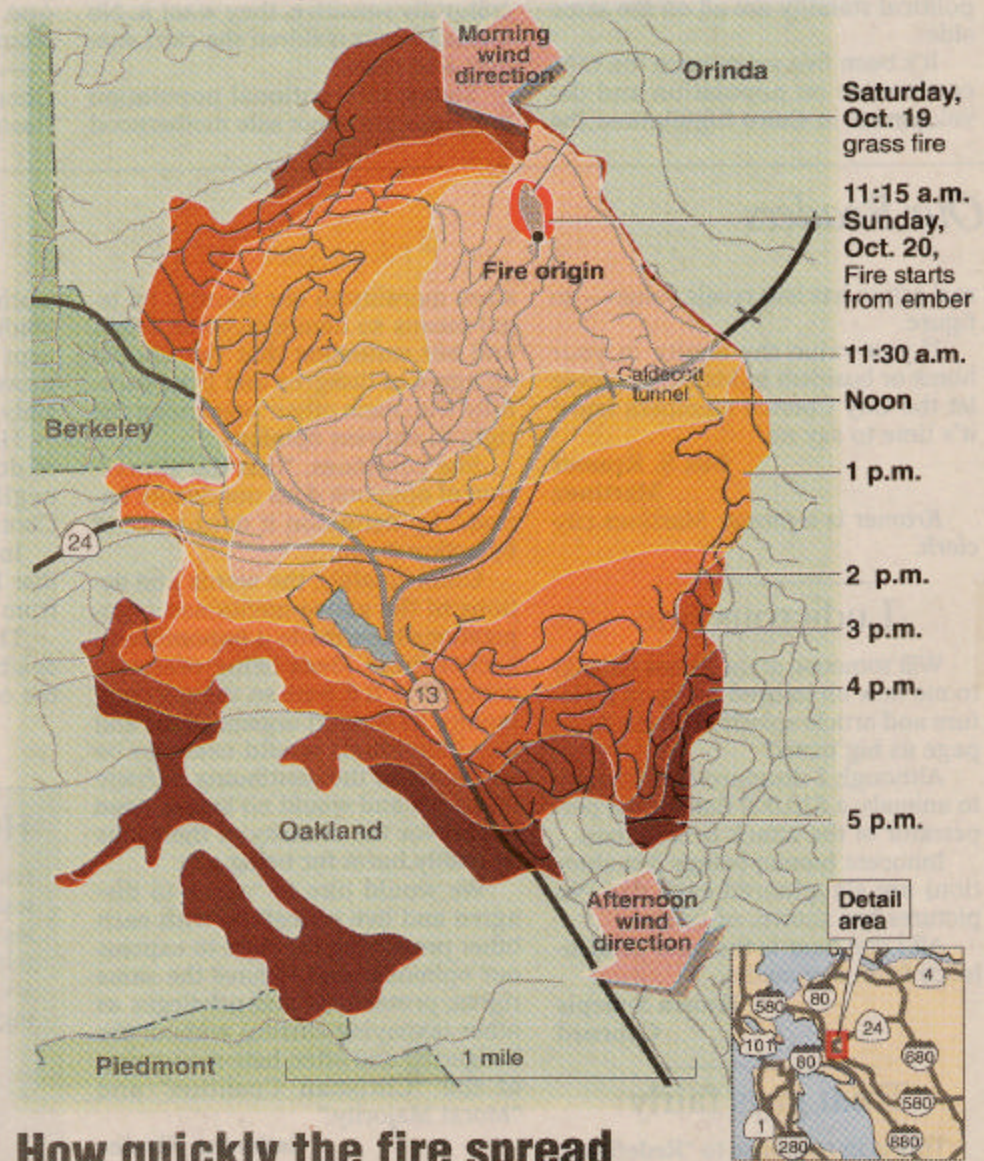 Morning
wind
direction
Orinda
Saturday,
Oct. 19
grass fire
11:15 a.m.
Sunday,
Oct. 20,
Fire starts
from ember
Fire origin
11:30 a.m.
Caldecott
tunnel
Noon
Berkeley
1 p.m.
24
2 p.m.
3 p.m.
4 p.m.
13
5 p.m.
Oakland
Afternoon
wind
direction
Detail
area
Piedmont
1 mile
4
580
80
24
101
80
680
580
1
280
880
How quickly the fire spread